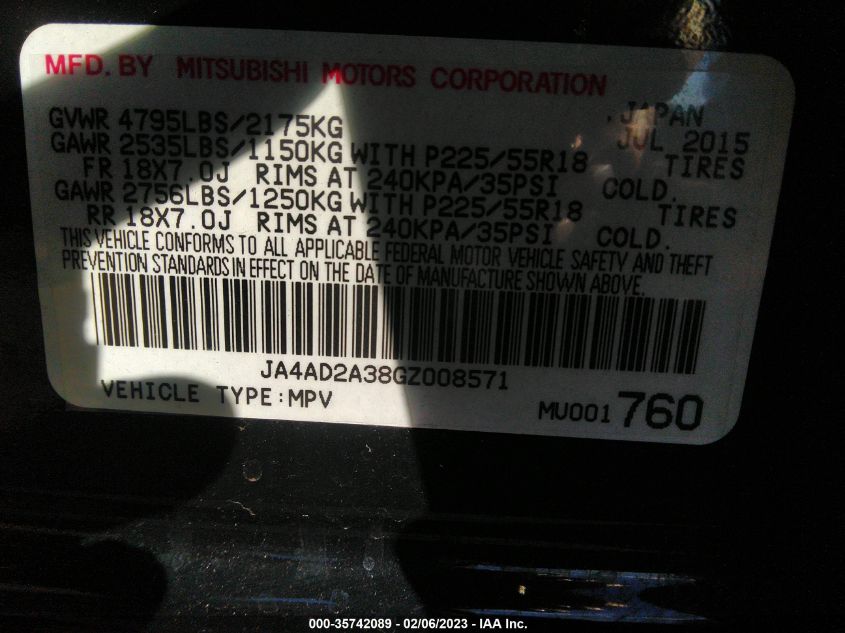 MFD. BY MITSUBISHI MOTORS CORPORATION
JAPAN
GVWR 4795LBS/2175KG JUL 2015
GAWR 2535LBS/1150KG WITH P225/55R18 TIRES
FR 18X7.0J RIMS AT 240KPA/35PSI COLD.
GAWR 2756LBS/1250KG WITH P225/55R18 TIRES
RR 18X7.0J RIMS AT 240KPA/35PSI COLD.
THIS VEHICLE CONFORMS TO ALL APPLICABLE FEDERAL MOTOR VEHICLE SAFETY AND THEFT
PREVENTION STANDARDS IN EFFECT ON THE DATE OF MANUFACTURE SHOWN ABOVE.
JA4AD2A38GZ008571
VEHICLE TYPE:MPV MU001760
000-35742089 - 02/06/2023 - IAA Inc.